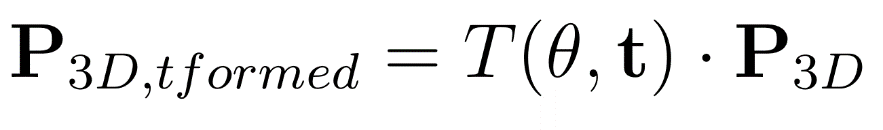 𝐏_{3D,tformed} = T(θ, 𝐭) · 𝐏_{3D}